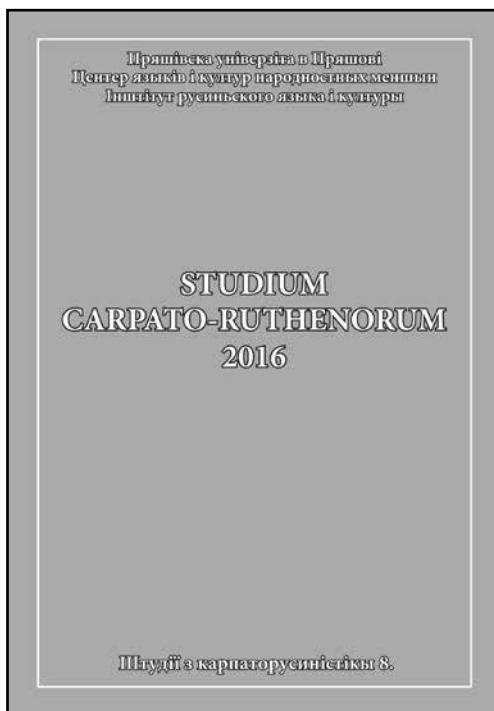 Пряшівска універзіта в Пряшові
Центер языків і култур народностных меншын
Інштітут русиньского языка і културы
STUDIUM
CARPATO-RUTHENORUM
2016
Штудії з карпаторусиністікы 8.